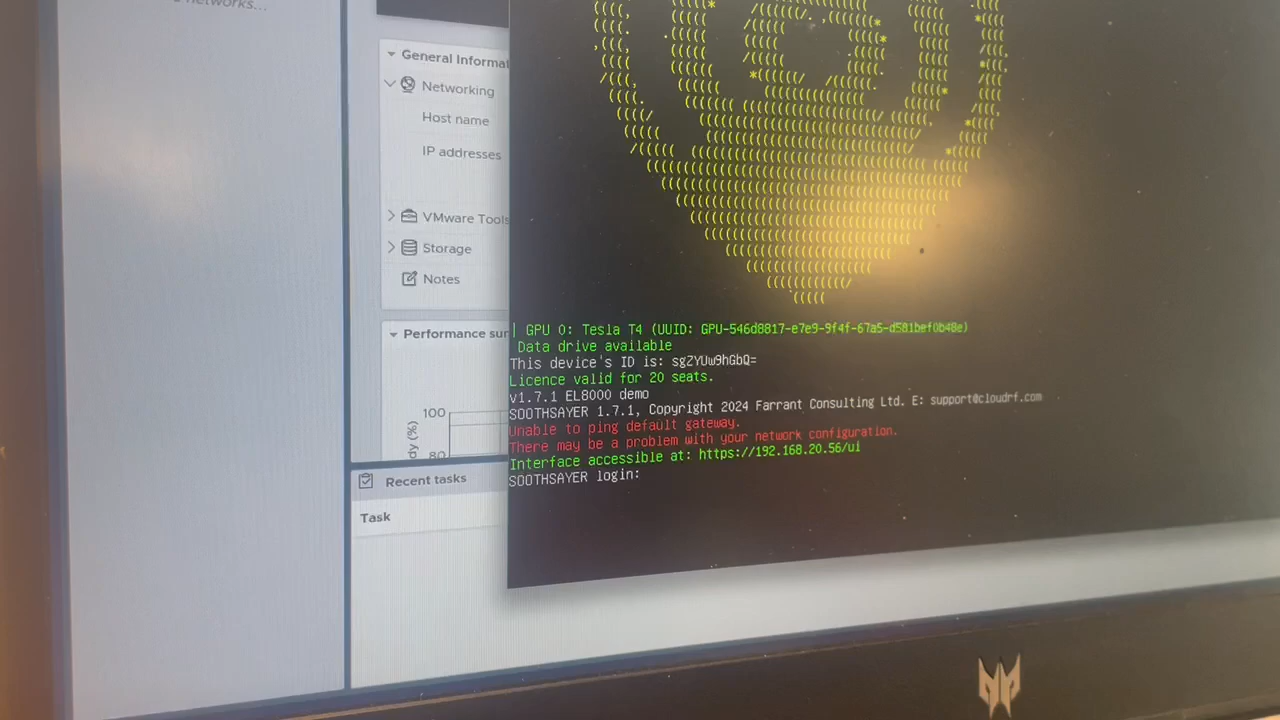 networks...
General Informa
Networking
Host name
IP addresses
VMware Tools
Storage
Notes
Performance sur
100
80
Recent tasks
Task
| GPU 0: Tesla T4 (UUID: GPU-546d8817-e7e9-9f4f-67a5-d581bef0b48e)
Data drive available
This device's ID is: sg2YUw9hGbQ=
Licence valid for 20 seats.
v1.7.1 EL8000 demo
SOOTHSAYER 1.7.1, Copyright 2024 Farrant Consulting Ltd. E: support@cloudrf.com
Unable to ping default gateway.
There may be a problem with your network configuration.
Interface accessible at: https://192.168.20.56/ui
SOOTHSAYER login: